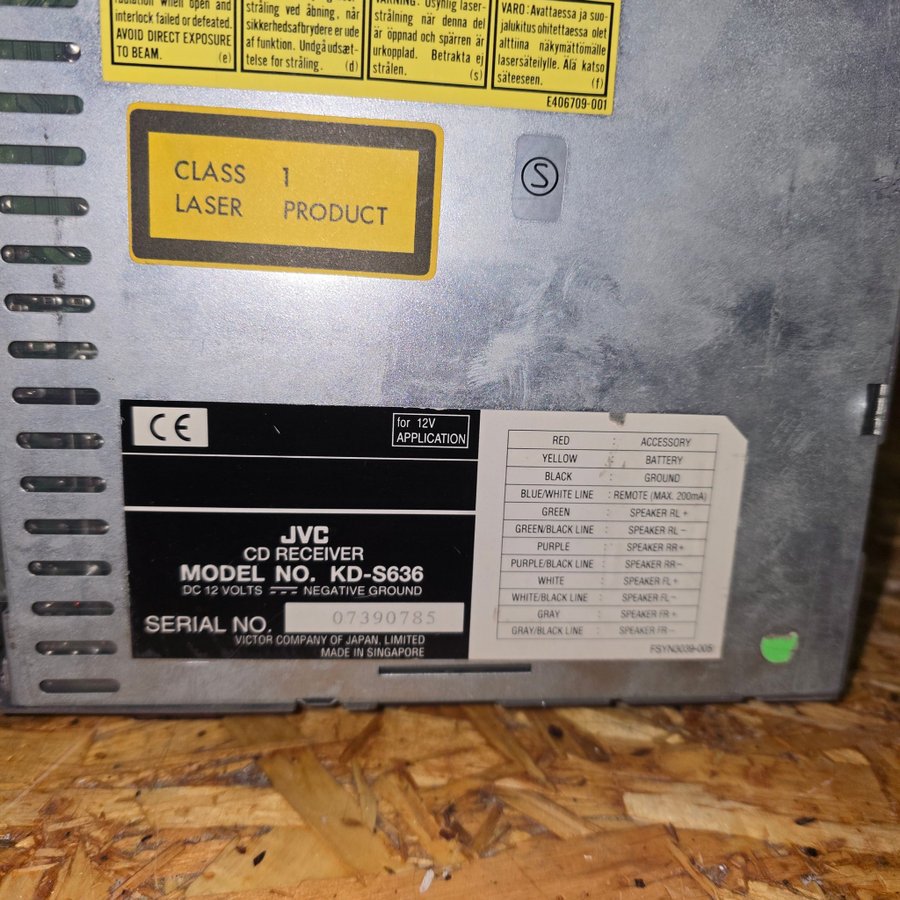 radiation when open and
interlock failed or defeated.
AVOID DIRECT EXPOSURE
TO BEAM. (e)
stråling ved åbning, når
sikkerhedsafbrydere er ude
af funktion. Undgå udsæt-
telse for stråling. (d)
WARNING: Osynlig laser-
strålning när denna del
är öppnad och spärren är
urkopplad. Betrakta ej
strålen. (s)
VARO: Avattaessa ja suo-
jalukitus ohitettaessa olet
alttiina näkymättömälle
lasersäteilylle. Älä katso
säteeseen. (f)
E406709-001
CLASS 1
LASER PRODUCT
S
CE
for 12V
APPLICATION
JVC
CD RECEIVER
MODEL NO. KD-S636
DC 12 VOLTS NEGATIVE GROUND
SERIAL NO. 07390785
VICTOR COMPANY OF JAPAN, LIMITED
MADE IN SINGAPORE
RED : ACCESSORY
YELLOW : BATTERY
BLACK : GROUND
BLUE/WHITE LINE : REMOTE (MAX. 200mA)
GREEN : SPEAKER RL +
GREEN/BLACK LINE : SPEAKER RL –
PURPLE : SPEAKER RR+
PURPLE/BLACK LINE : SPEAKER RR–
WHITE : SPEAKER FL +
WHITE/BLACK LINE : SPEAKER FL –
GRAY : SPEAKER FR +
GRAY/BLACK LINE : SPEAKER FR –
FSYN3039-005